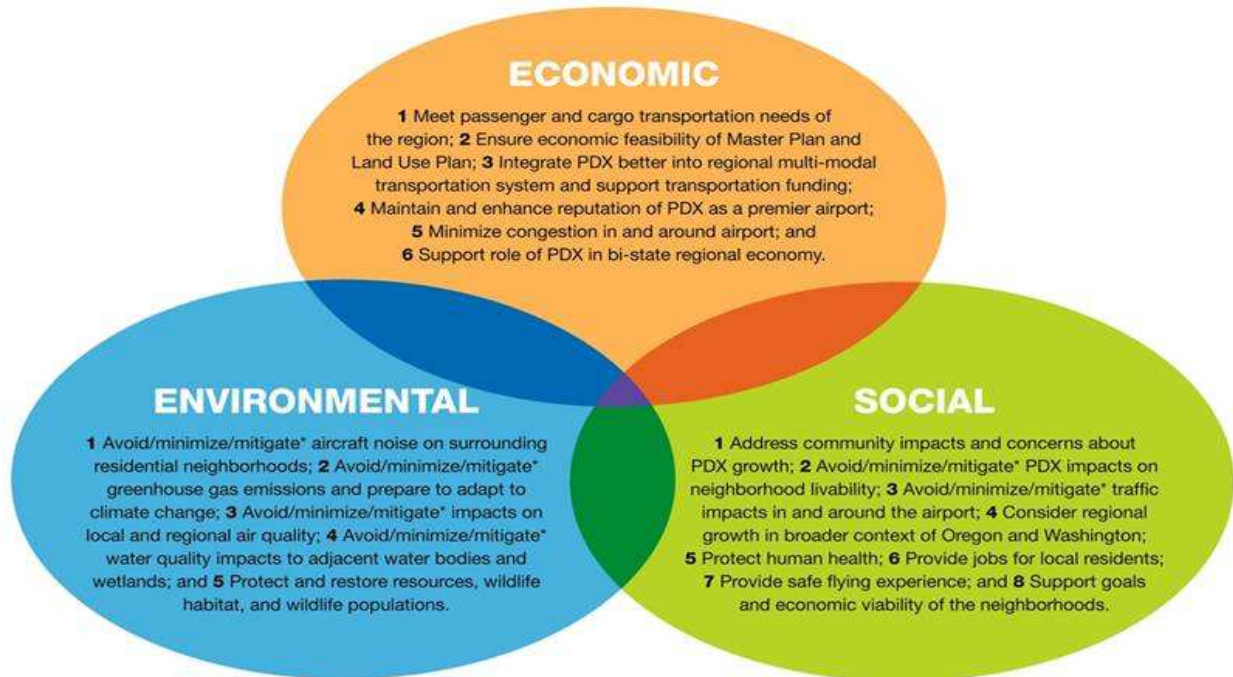 ECONOMIC
1 Meet passenger and cargo transportation needs of
the region; 2 Ensure economic feasibility of Master Plan and
Land Use Plan; 3 Integrate PDX better into regional multi-modal
transportation system and support transportation funding;
4 Maintain and enhance reputation of PDX as a premier airport;
5 Minimize congestion in and around airport; and
6 Support role of PDX in bi-state regional economy.
ENVIRONMENTAL
1 Avoid/minimize/mitigate* aircraft noise on surrounding
residential neighborhoods; 2 Avoid/minimize/mitigate*
greenhouse gas emissions and prepare to adapt to
climate change; 3 Avoid/minimize/mitigate* impacts on
local and regional air quality; 4 Avoid/minimize/mitigate*
water quality impacts to adjacent water bodies and
wetlands; and 5 Protect and restore resources, wildlife
habitat, and wildlife populations.
SOCIAL
1 Address community impacts and concerns about
PDX growth; 2 Avoid/minimize/mitigate* PDX impacts on
neighborhood livability; 3 Avoid/minimize/mitigate* traffic
impacts in and around the airport; 4 Consider regional
growth in broader context of Oregon and Washington;
5 Protect human health; 6 Provide jobs for local residents;
7 Provide safe flying experience; and 8 Support goals
and economic viability of the neighborhoods.